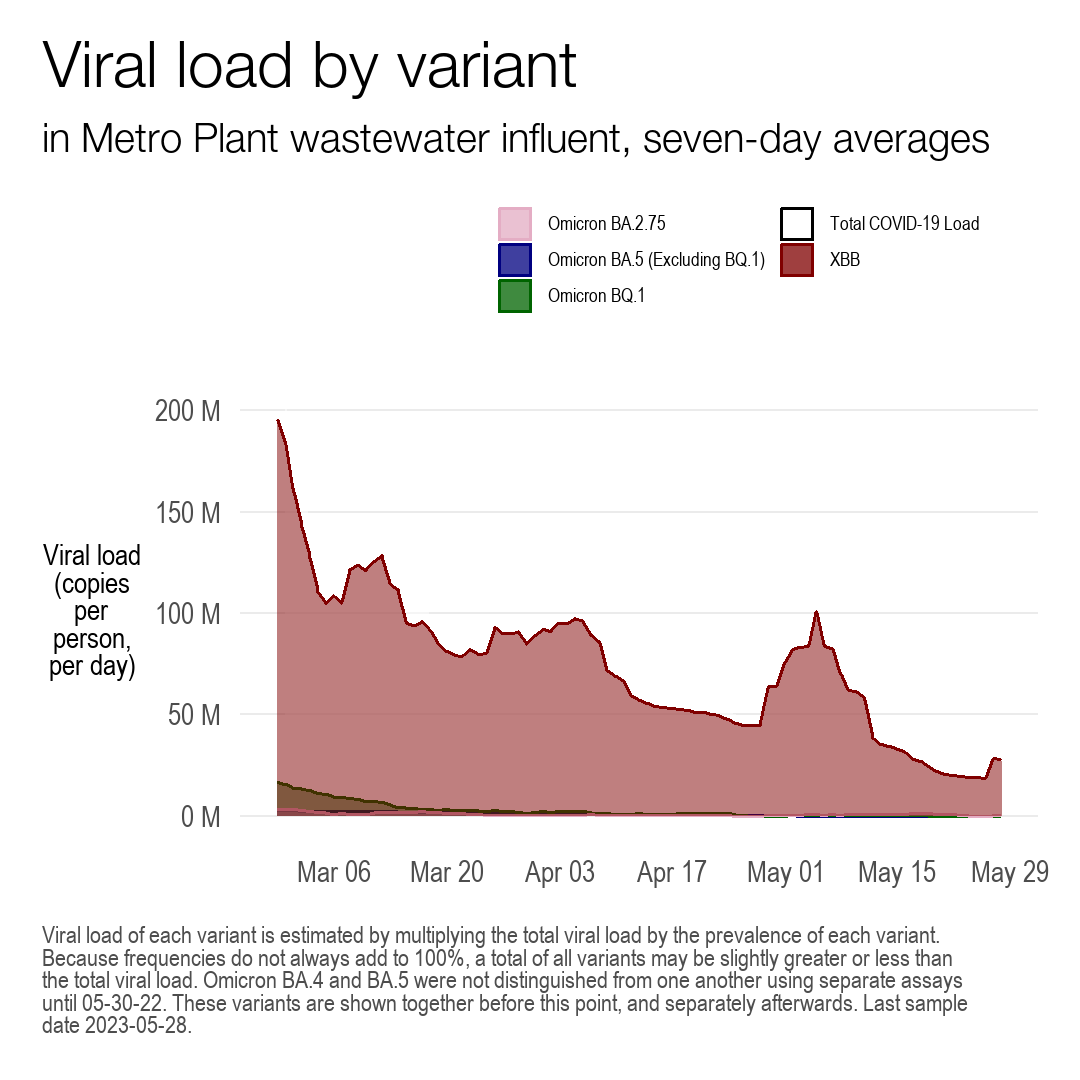 Viral load by variant
in Metro Plant wastewater influent, seven-day averages
Omicron BA.2.75
Omicron BA.5 (Excluding BQ.1)
Omicron BQ.1
Total COVID-19 Load
XBB
200 M
150 M
100 M
50 M
0 M
Viral load
(copies
per
person,
per day)
Mar 06
Mar 20
Apr 03
Apr 17
May 01
May 15
May 29
Viral load of each variant is estimated by multiplying the total viral load by the prevalence of each variant.
Because frequencies do not always add to 100%, a total of all variants may be slightly greater or less than
the total viral load. Omicron BA.4 and BA.5 were not distinguished from one another using separate assays
until 05-30-22. These variants are shown together before this point, and separately afterwards. Last sample
date 2023-05-28.